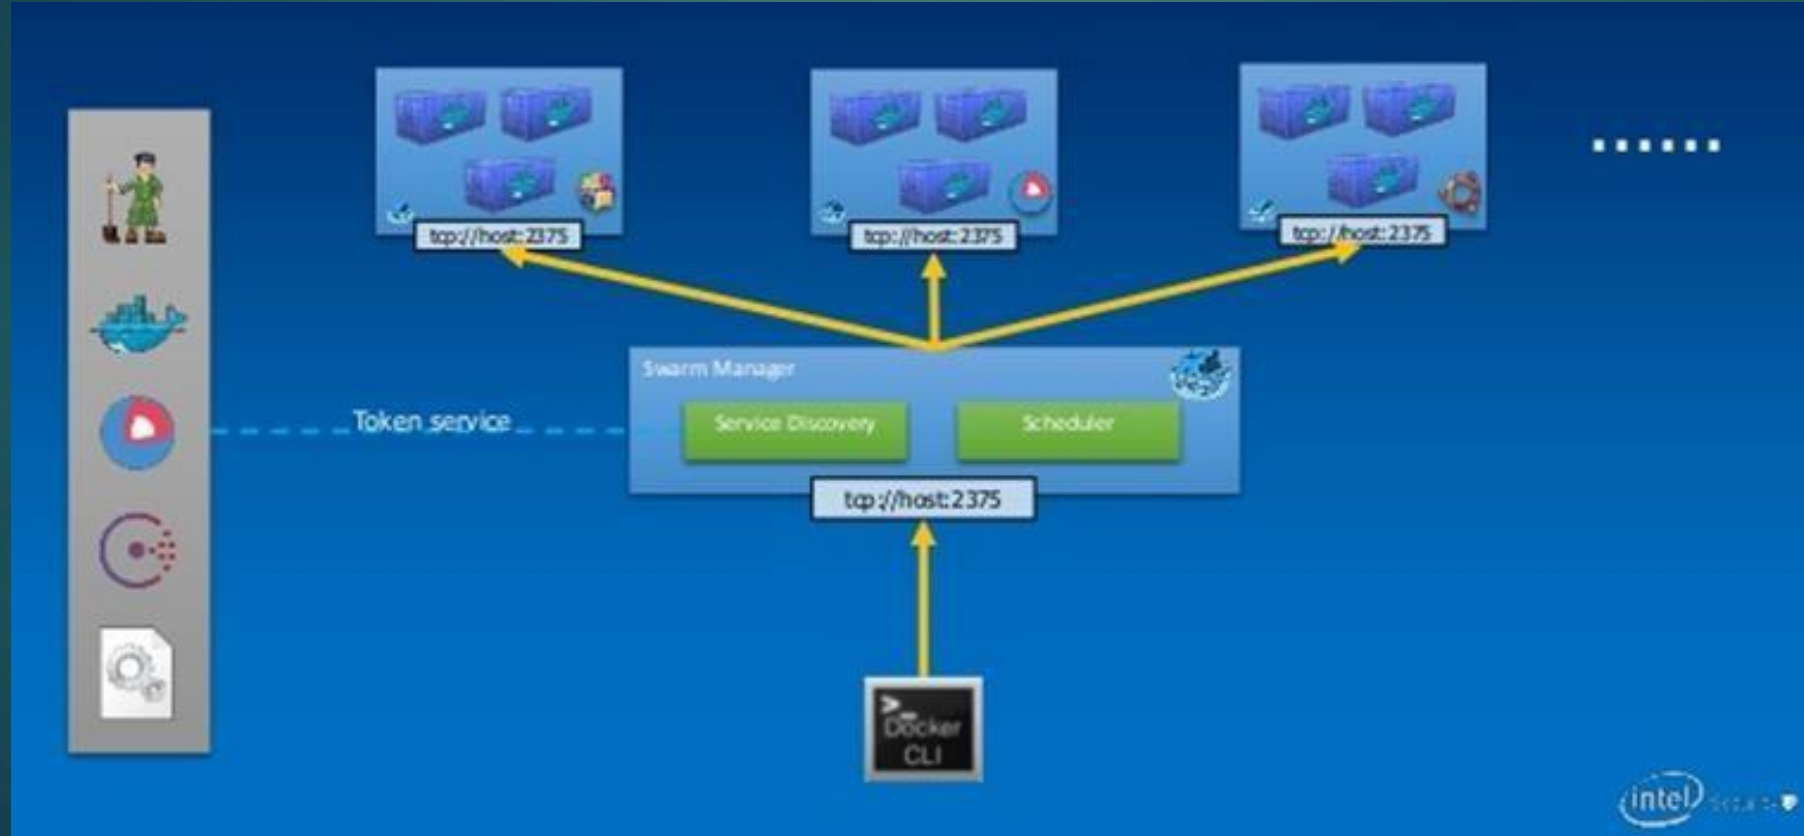 tcp://host:2375
tcp://host:2375
tcp://host:2375
Swarm Manager
Service Discovery
Scheduler
Token service
tcp://host:2375
>_
Docker
CLI
intel